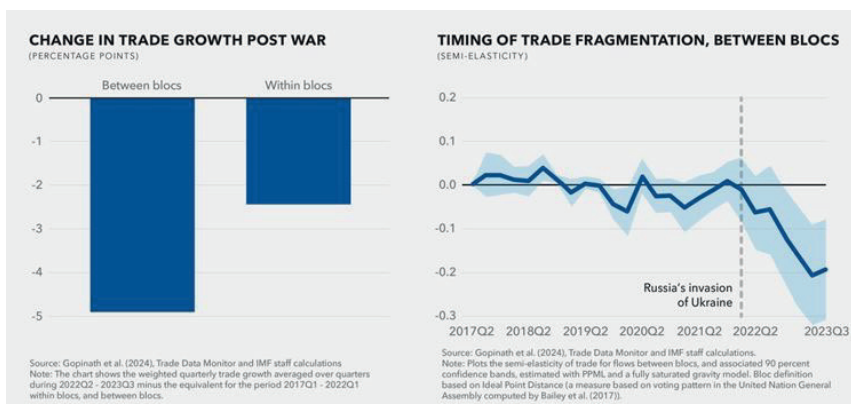 CHANGE IN TRADE GROWTH POST WAR
(PERCENTAGE POINTS)
Between blocs Within blocs
0
-1
-2
-3
-4
-5
Source: Gopinath et al. (2024), Trade Data Monitor and IMF staff calculations
Note: The chart shows the weighted quarterly trade growth averaged over quarters
during 2022Q2 - 2023Q3 minus the equivalent for the period 2017Q1 - 2022Q1
within blocs, and between blocs.
TIMING OF TRADE FRAGMENTATION, BETWEEN BLOCS
(SEMI-ELASTICITY)
0.2
0.1
0.0
-0.1
-0.2
-0.3
Russia's invasion
of Ukraine
2017Q2 2018Q2 2019Q2 2020Q2 2021Q2 2022Q2 2023Q3
Source: Gopinath et al. (2024), Trade Data Monitor and IMF staff calculations.
Note: Plots the semi-elasticity of trade for flows between blocs, and associated 90 percent
confidence bands, estimated with PPML and a fully saturated gravity model. Bloc definition
based on Ideal Point Distance (a measure based on voting pattern in the United Nation General
Assembly computed by Bailey et al. (2017)).